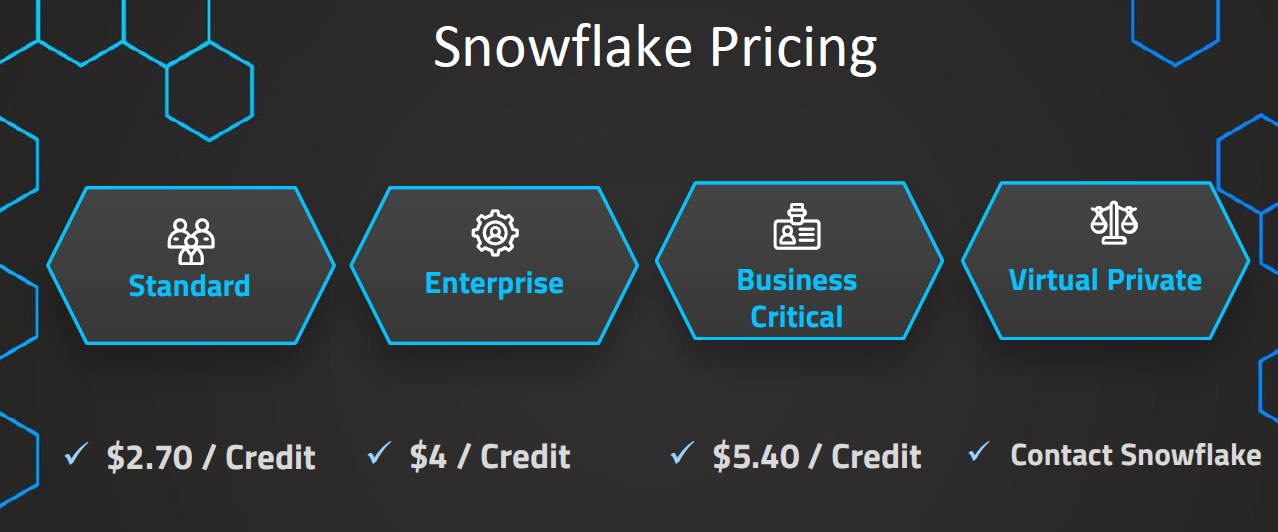 Snowflake Pricing
Standard
Enterprise
Business
Critical
Virtual Private
$2.70 / Credit
$4 / Credit
$5.40 / Credit
Contact Snowflake